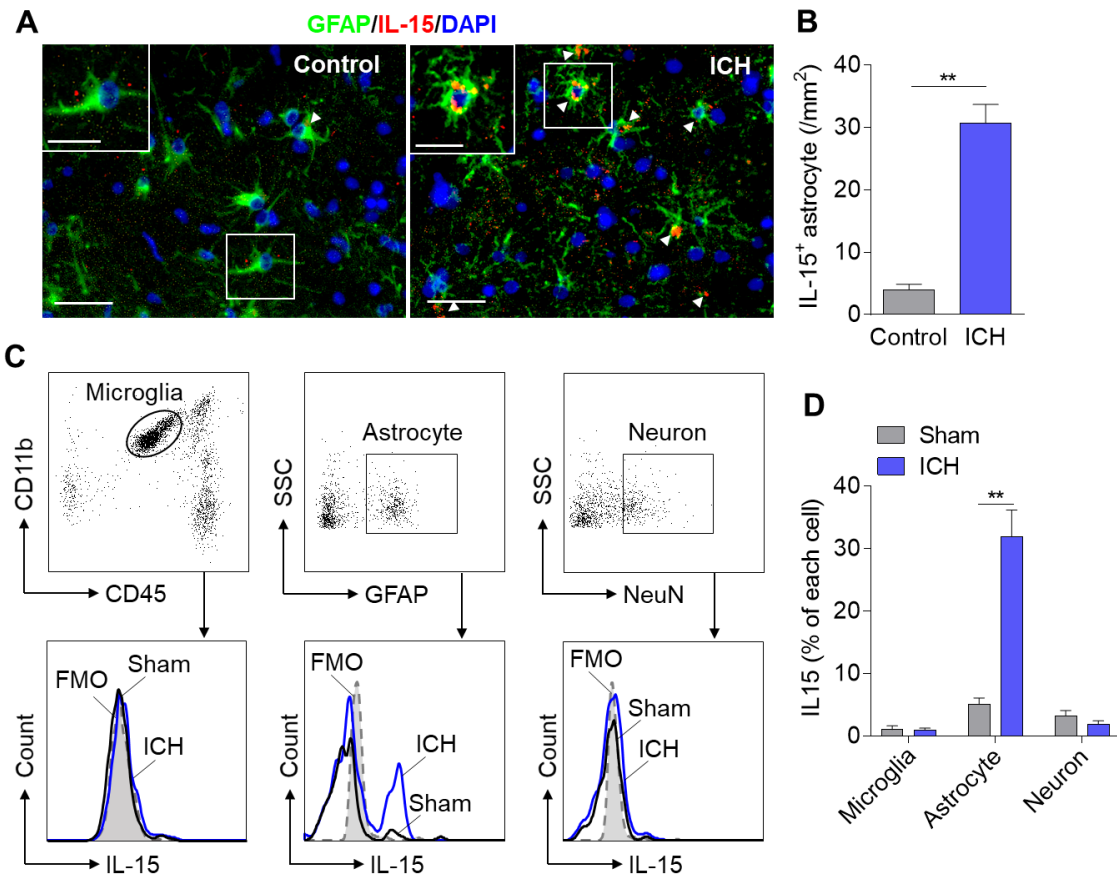 A
GFAP/IL-15/DAPI
Control
ICH
B
**
IL-15+ astrocyte (/mm2)
40
30
20
10
0
Control
ICH
C
Microglia
CD11b
CD45
Astrocyte
SSC
GFAP
Neuron
SSC
NeuN
FMO
Sham
ICH
Count
IL-15
FMO
ICH
Sham
Count
IL-15
FMO
Sham
ICH
Count
IL-15
D
Sham
ICH
**
IL15 (% of each cell)
40
30
20
10
0
Microglia
Astrocyte
Neuron